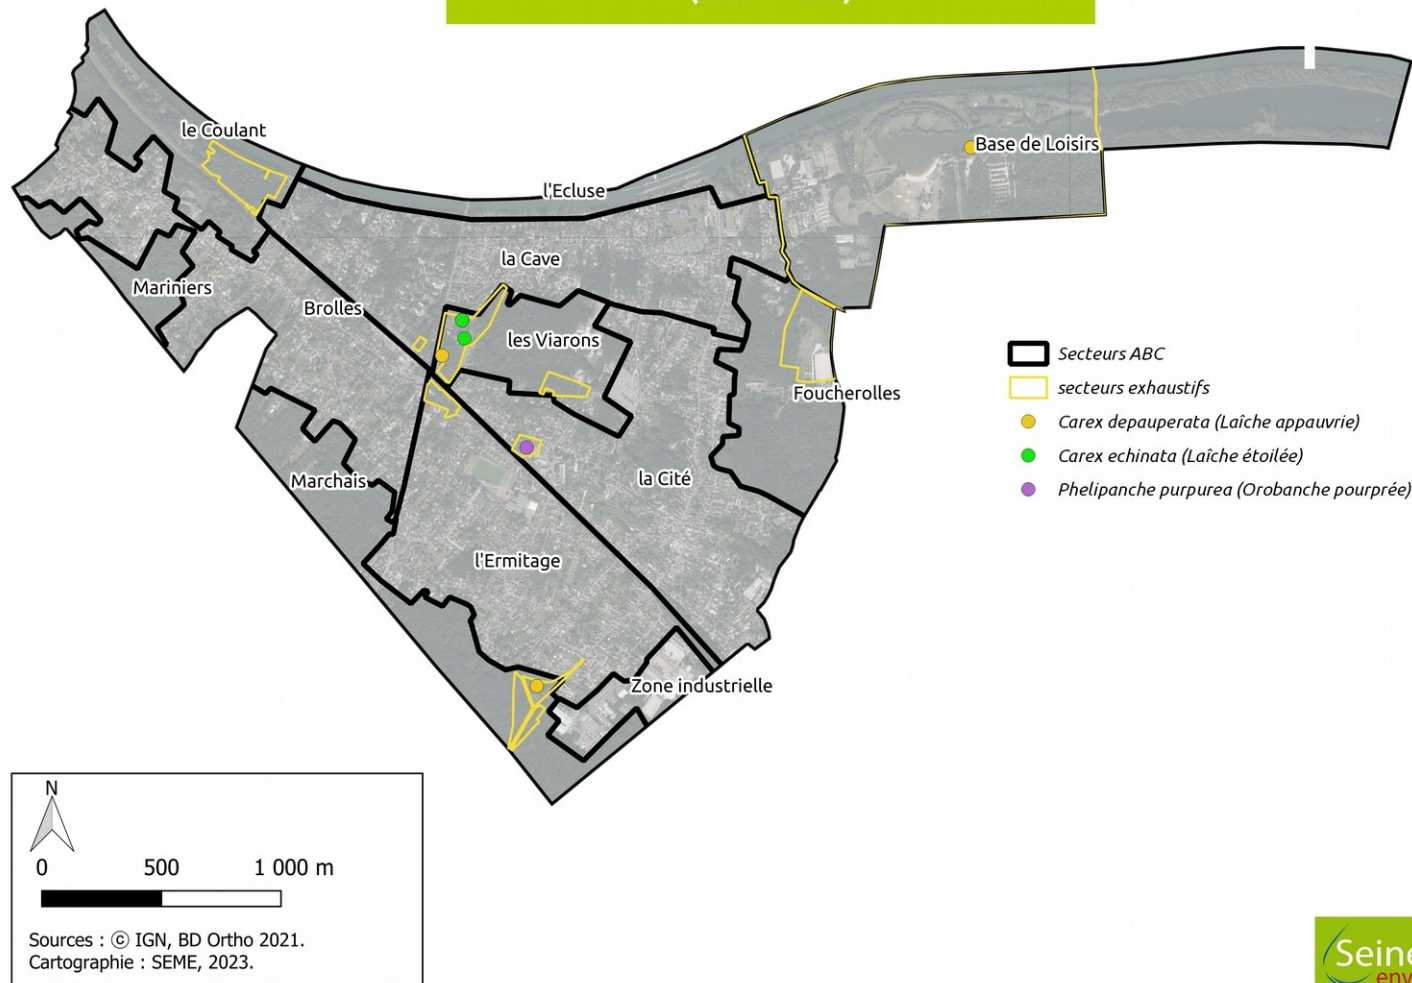 le Coulant
Base de Loisirs
l'Ecluse
la Cave
Mariniers
Brolles
les Viarons
Foucherolles
Marchais
la Cité
l'Ermitage
Zone industrielle
Secteurs ABC
secteurs exhaustifs
Carex depauperata (Laîche appauvrie)
Carex echinata (Laîche étoilée)
Phelipanche purpurea (Orobanche pourprée)
N
0 500 1 000 m
Sources : © IGN, BD Ortho 2021.
Cartographie : SEME, 2023.
Seine
env